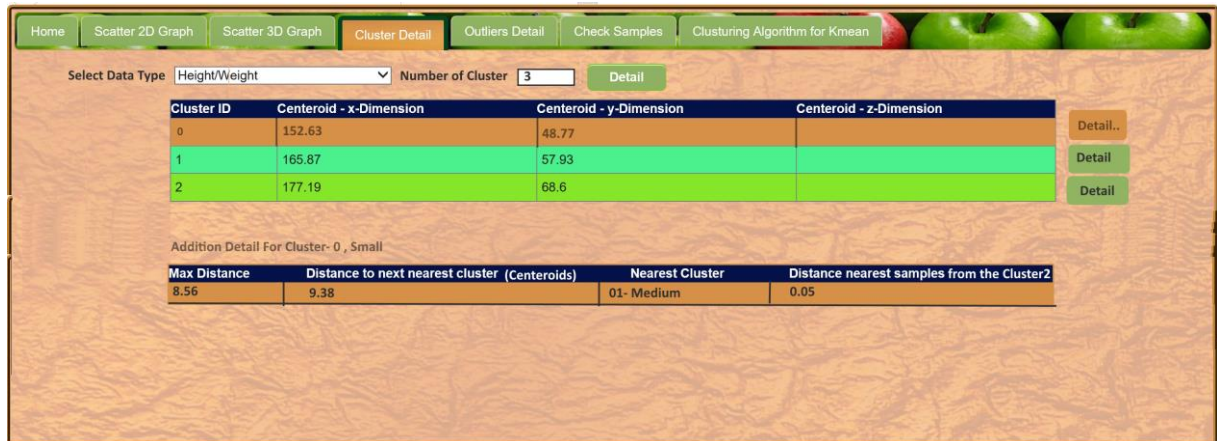 Home Scatter 2D Graph Scatter 3D Graph Cluster Detail Outliers Detail Check Samples Clusturing Algorithm for Kmean
Select Data Type Height/Weight Number of Cluster 3 Detail
Cluster ID Centeroid - x-Dimension Centeroid - y-Dimension Centeroid - z-Dimension
0 152.63 48.77 Detail..
1 165.87 57.93 Detail
2 177.19 68.6 Detail
Addition Detail For Cluster- 0 , Small
Max Distance Distance to next nearest cluster (Centeroids) Nearest Cluster Distance nearest samples from the Cluster2
8.56 9.38 01- Medium 0.05